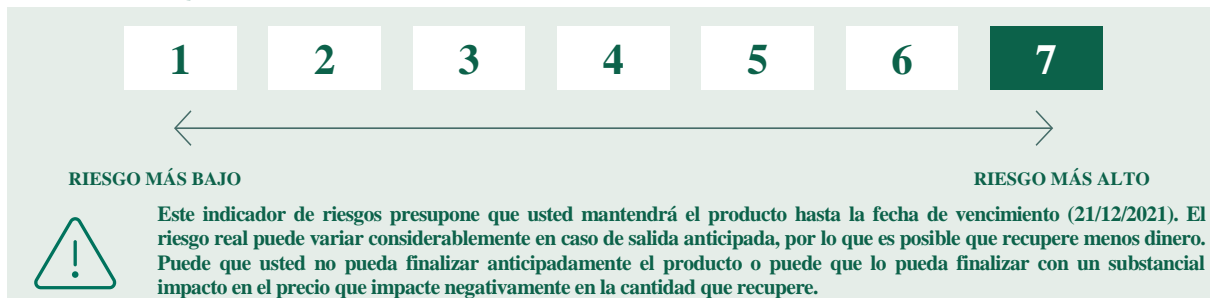 1 2 3 4 5 6 7
RIESGO MÁS BAJO RIESGO MÁS ALTO
Este indicador de riesgos presupone que usted mantendrá el producto hasta la fecha de vencimiento (21/12/2021). El
riesgo real puede variar considerablemente en caso de salida anticipada, por lo que es posible que recupere menos dinero.
Puede que usted no pueda finalizar anticipadamente el producto o puede que lo pueda finalizar con un substancial
impacto en el precio que impacte negativamente en la cantidad que recupere.